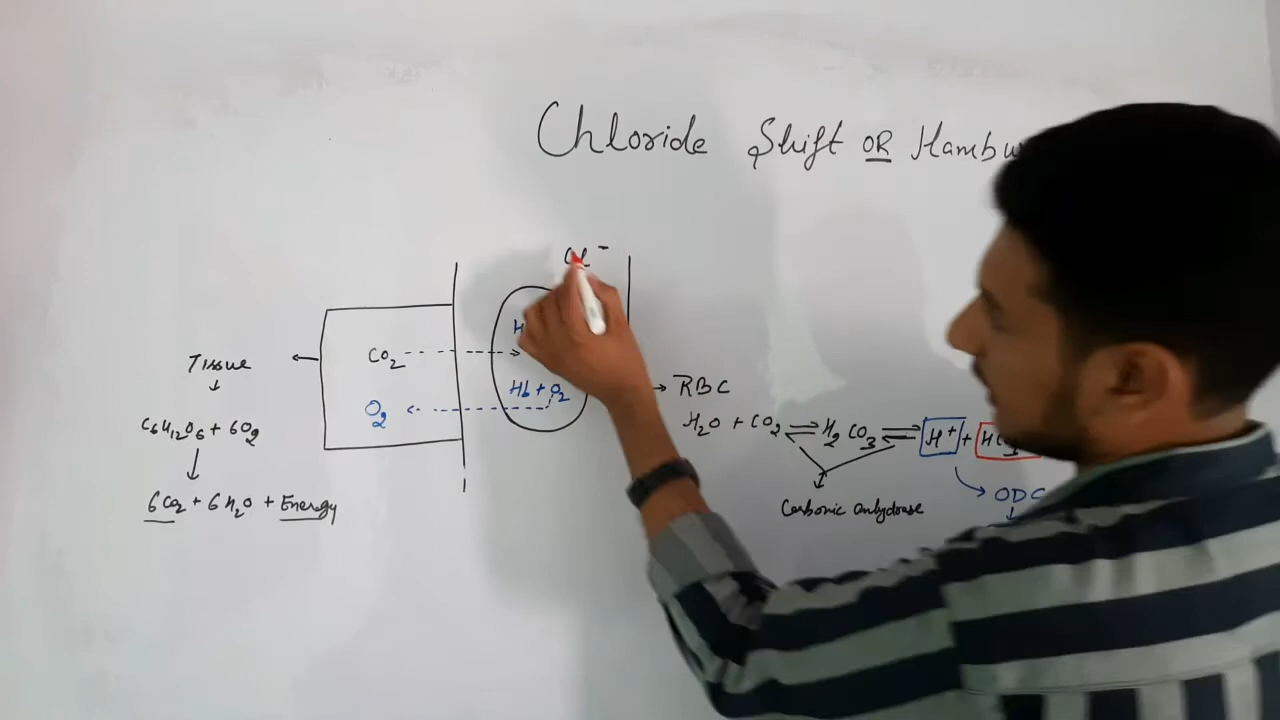 Chloride Shift OR
Cl⁻
Tissue
CO₂
↓
O₂
Hb + O₂
→ RBC
C₆H₁₂O₆ + 6O₂
↓
6CO₂ + 6H₂O + Energy
H₂O + CO₂ ⇌ H₂CO₃ ⇌ H⁺ +
Carbonic anhydrase
ODC